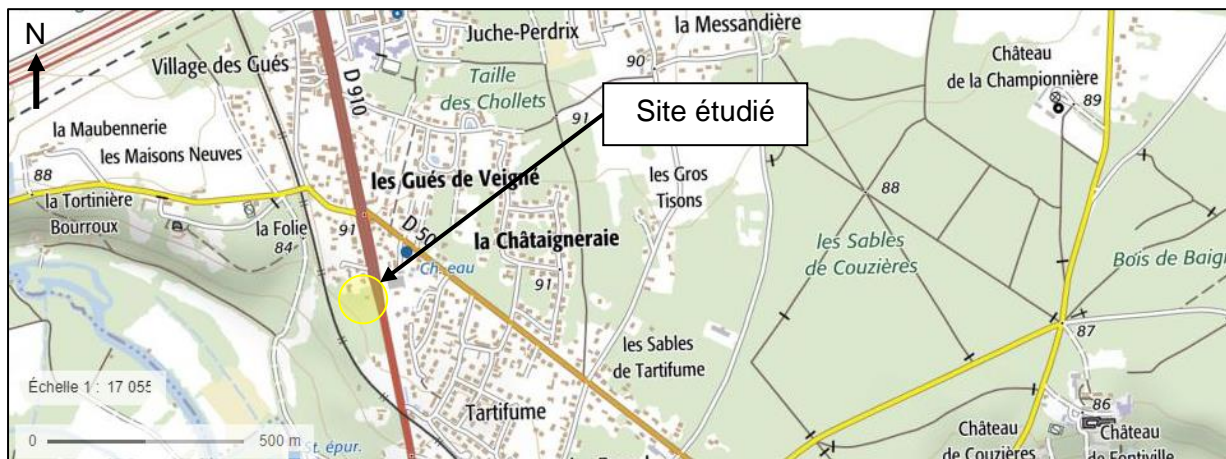 N
Juche-Perdrix
la Messandière
Village des Gués
D 910
Taille
des Chollets
90
Château
de la Championnière
89
Site étudié
91
la Maubennerie
les Maisons Neuves
88
les Gués de Veigné
les Gros
Tisons
88
la Tortinière
Bourroux
la Folie
84
91
D 50
la Châtaigneraie
les Sables
de Couzières
91
87
les Sables
de Tartifume
Échelle 1 : 17 055
Tartifume
86
0
500 m
St. épur.
Château
de Couzières
Château
de Fontiville